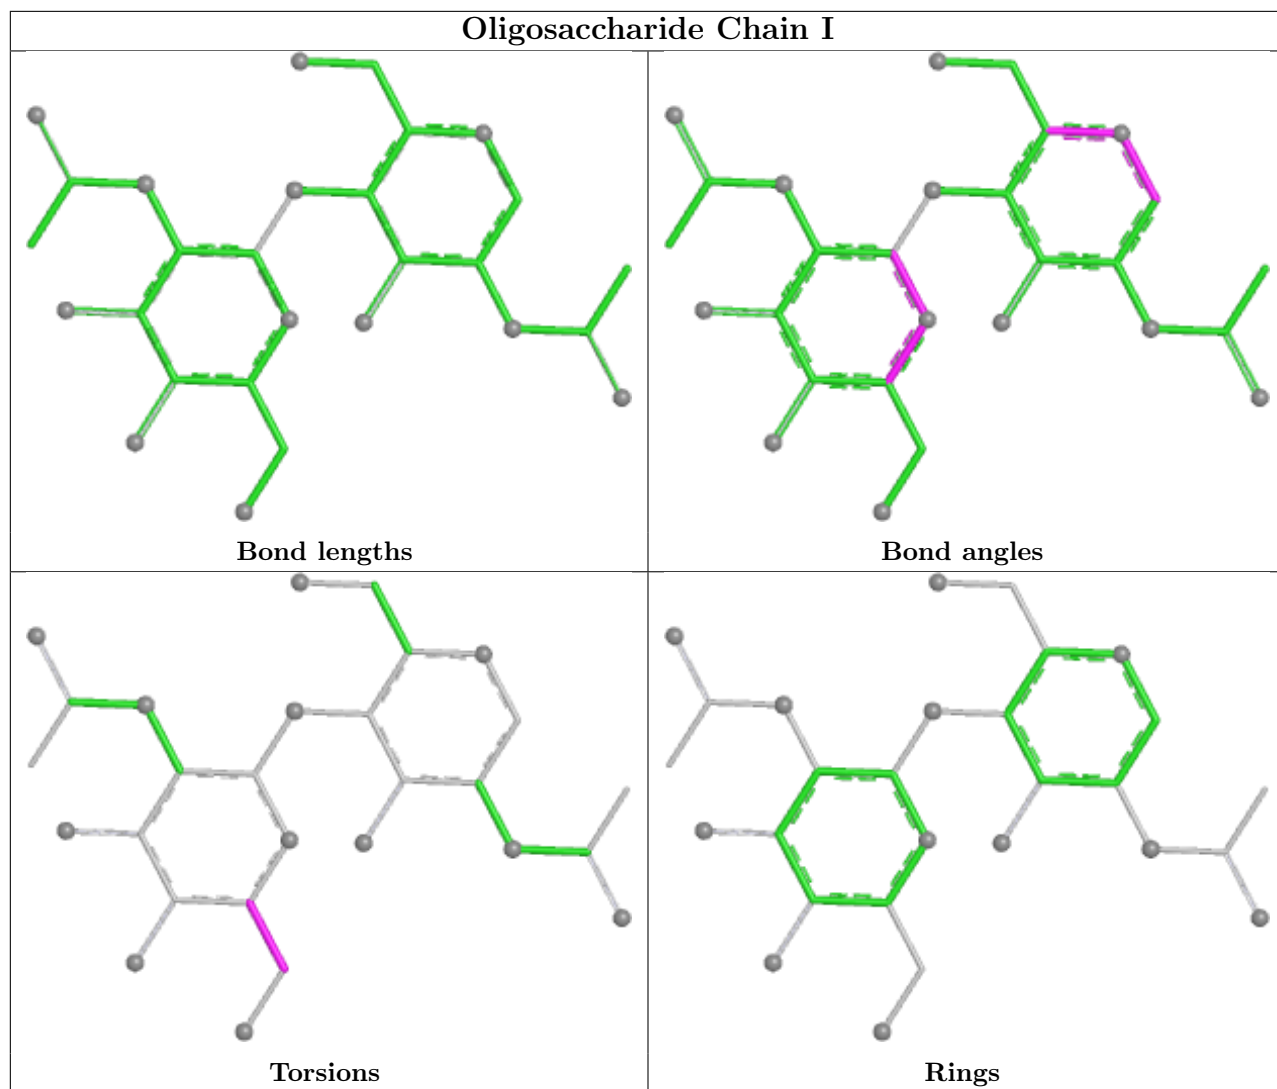 Oligosaccharide Chain I
Bond lengths
Bond angles
Torsions
Rings